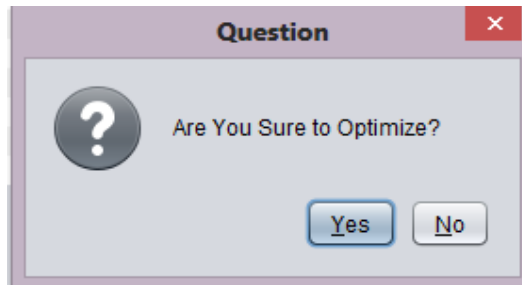 Question
Are You Sure to Optimize?
Yes No